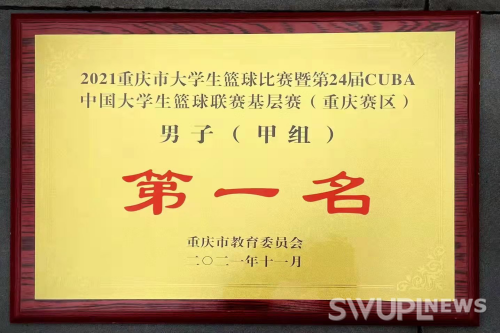 2021重庆市大学生篮球比赛暨第24届CUBA
中国大学生篮球联赛基层赛（重庆赛区）
男子（甲组）
第一名
重庆市教育委员会
二〇二一年十一月
SWUPLNEWS